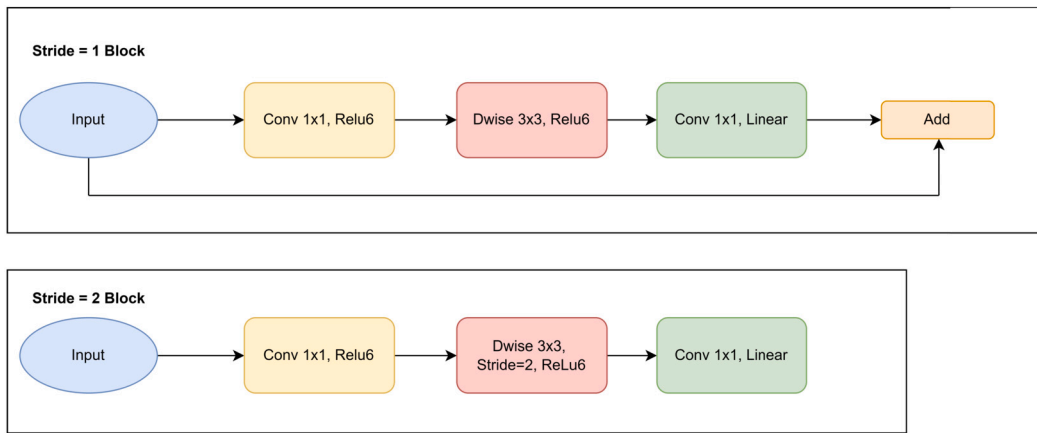 Stride = 1 Block
Input
Conv 1x1, Relu6
Dwise 3x3, Relu6
Conv 1x1, Linear
Add
Stride = 2 Block
Input
Conv 1x1, Relu6
Dwise 3x3,
Stride=2, ReLu6
Conv 1x1, Linear